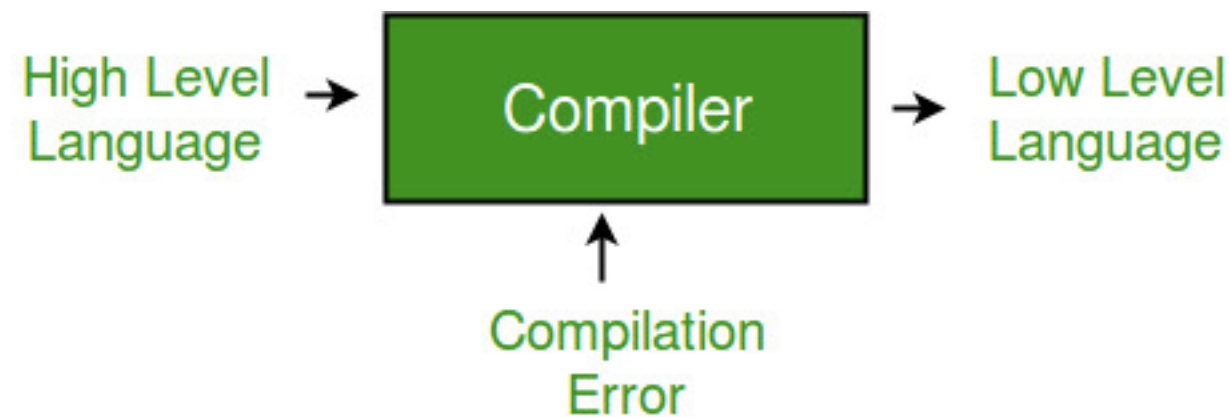 High Level
Language
Compiler
Low Level
Language
Compilation
Error